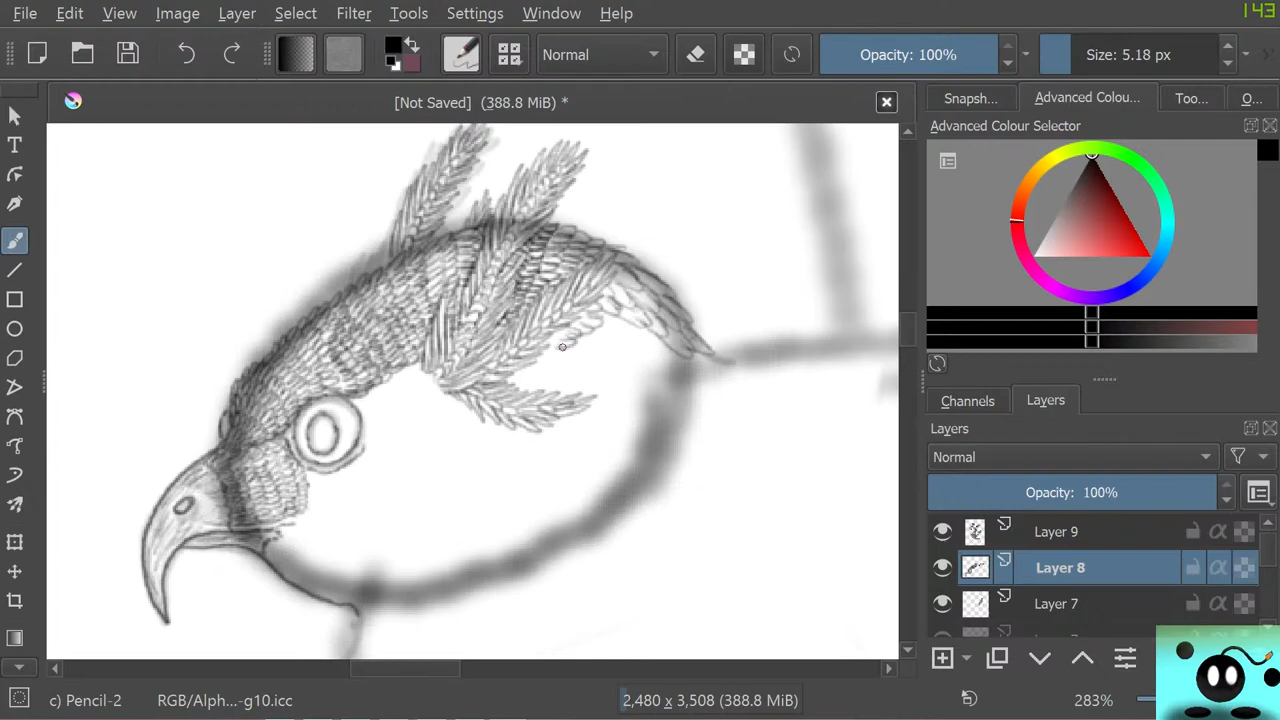 143
File Edit View Image Layer Select Filter Tools Settings Window Help
Normal Opacity: 100% Size: 5.18 px
[Not Saved] (388.8 MiB) *
Snapsh... Advanced Colou... Too... O...
Advanced Colour Selector
Channels Layers
Layers
Normal
Opacity: 100%
Layer 9
Layer 8
Layer 7
c) Pencil-2 RGB/Alph...-g10.icc 2,480 x 3,508 (388.8 MiB) 283%